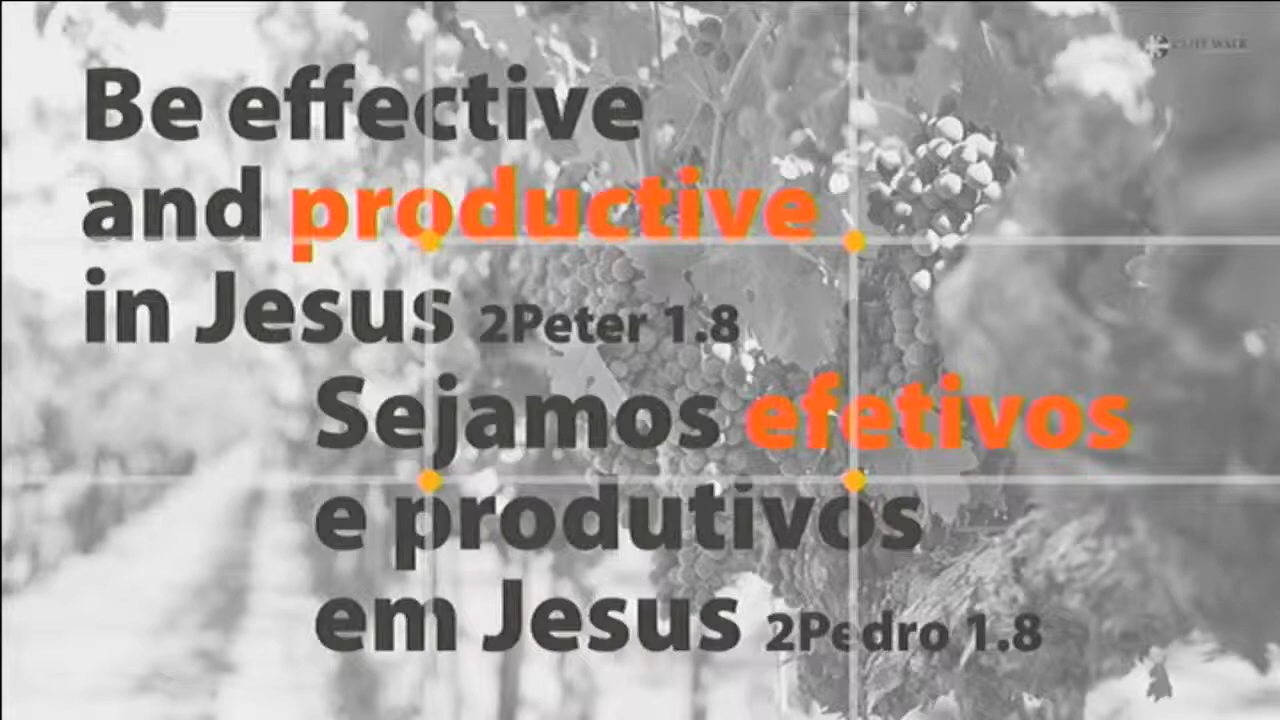 Be effective
and productive
in Jesus 2Peter 1.8
Sejamos efetivos
e produtivos
em Jesus 2Pedro 1.8